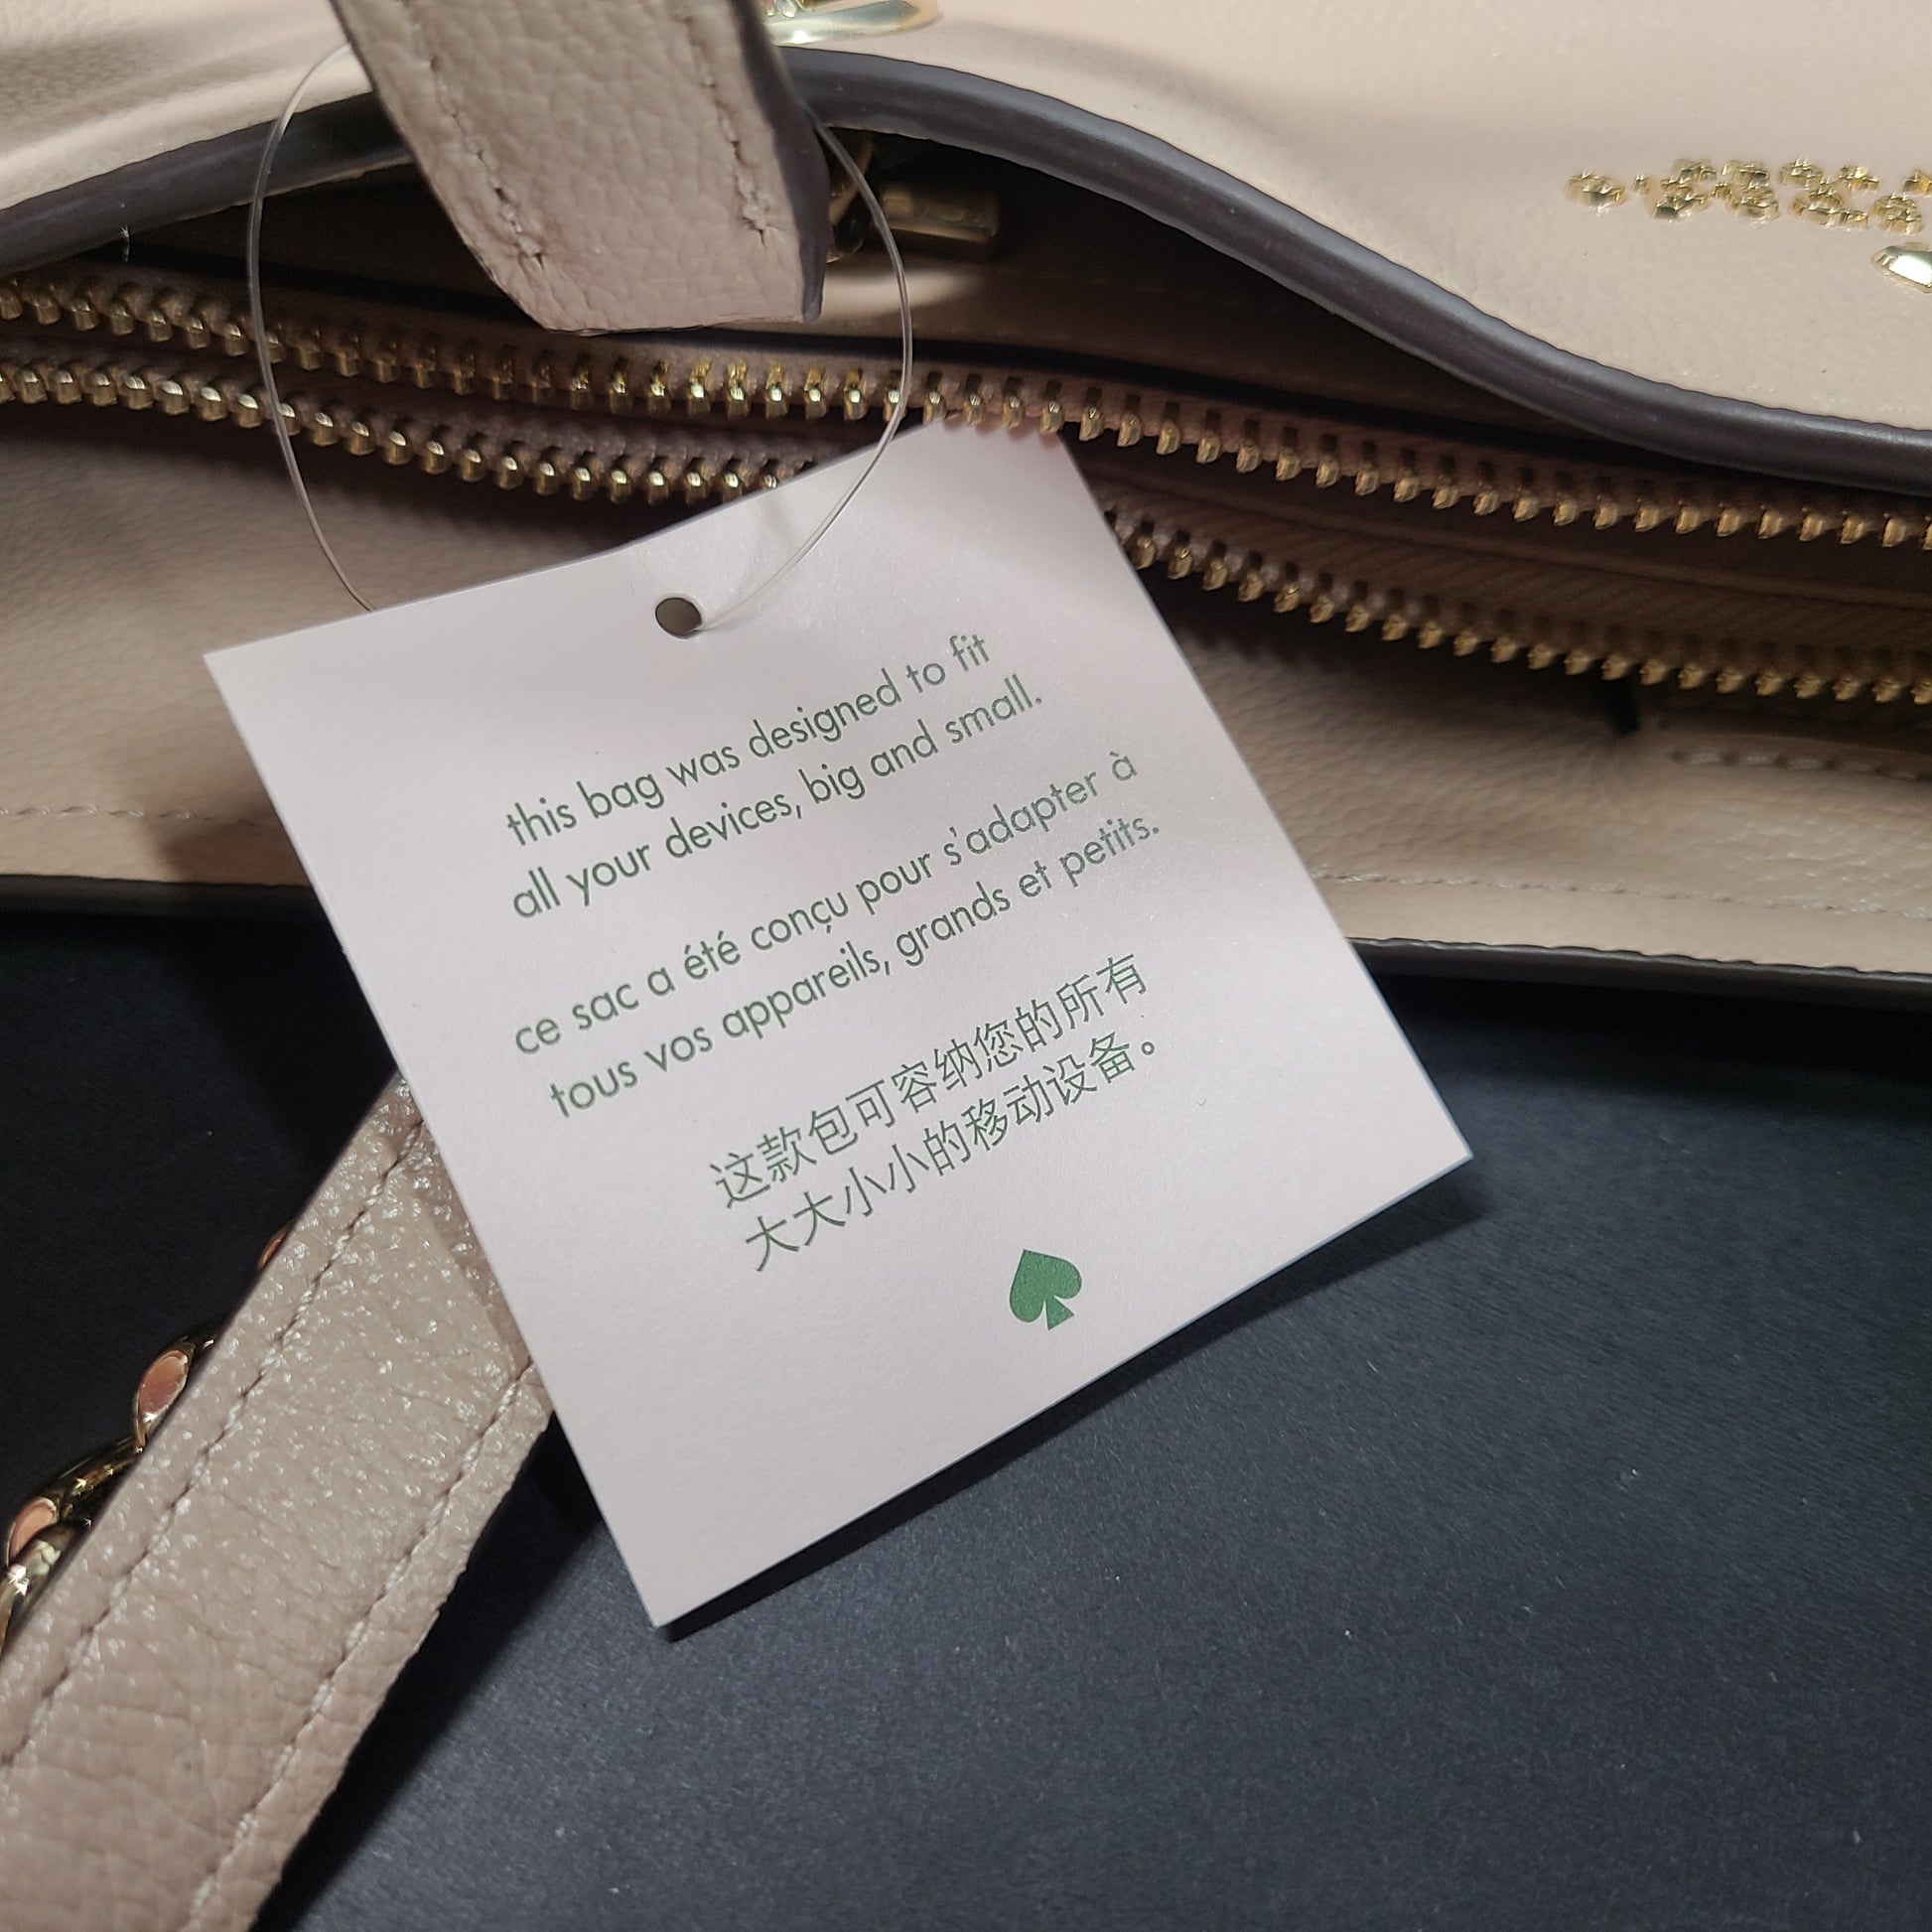 this bag was designed to fit
all your devices, big and small.
ce sac a été conçu pour s'adapter à
tous vos appareils, grands et petits.
这款包可容纳您的所有
大大小小的移动设备。